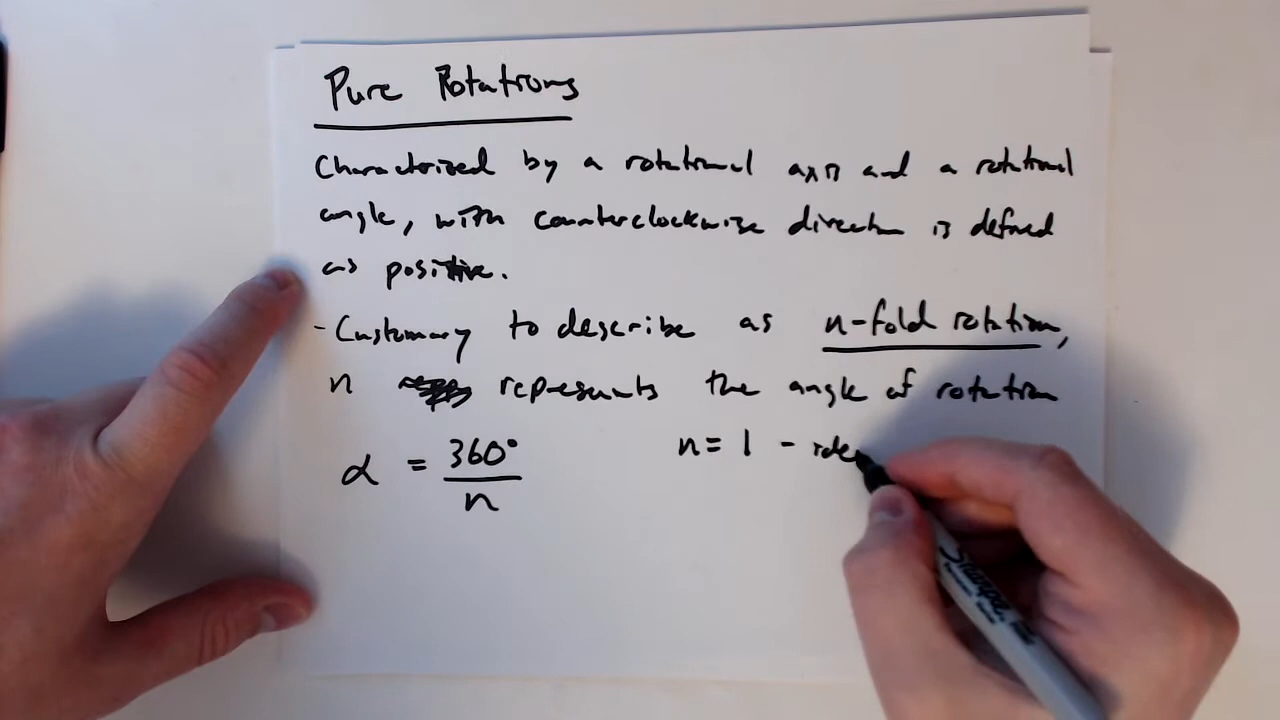 Pure Rotations
Characterized by a rotational axis and a rotational
angle, with counterclockwise direction is defined
as positive.
- Customary to describe as n-fold rotation,
n represents the angle of rotation
α = 360°/n
n = 1 - ide
Sharpie